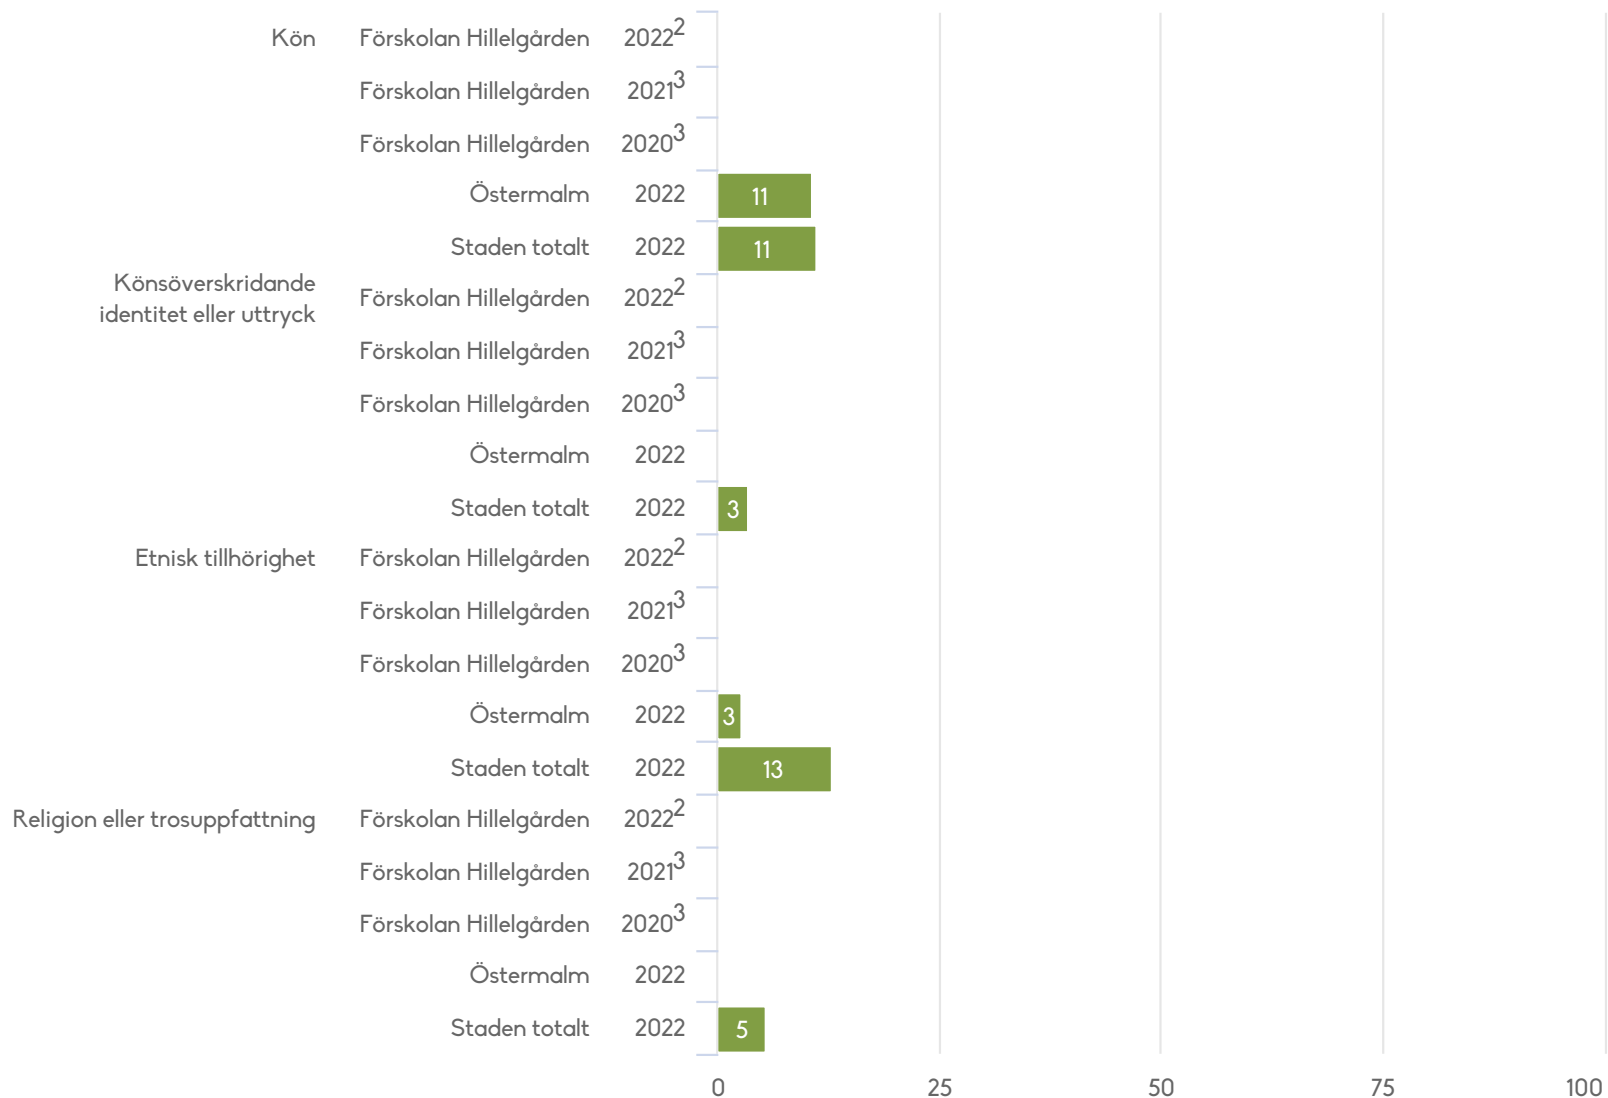 Kön Förskolan Hillelgården 2022²
Förskolan Hillelgården 2021³
Förskolan Hillelgården 2020³
Östermalm 2022 11
Staden totalt 2022 11
Könsöverskridande
identitet eller uttryck
Förskolan Hillelgården 2022²
Förskolan Hillelgården 2021³
Förskolan Hillelgården 2020³
Östermalm 2022
Staden totalt 2022 3
Etnisk tillhörighet Förskolan Hillelgården 2022²
Förskolan Hillelgården 2021³
Förskolan Hillelgården 2020³
Östermalm 2022 3
Staden totalt 2022 13
Religion eller trosuppfattning Förskolan Hillelgården 2022²
Förskolan Hillelgården 2021³
Förskolan Hillelgården 2020³
Östermalm 2022
Staden totalt 2022 5
0 25 50 75 100